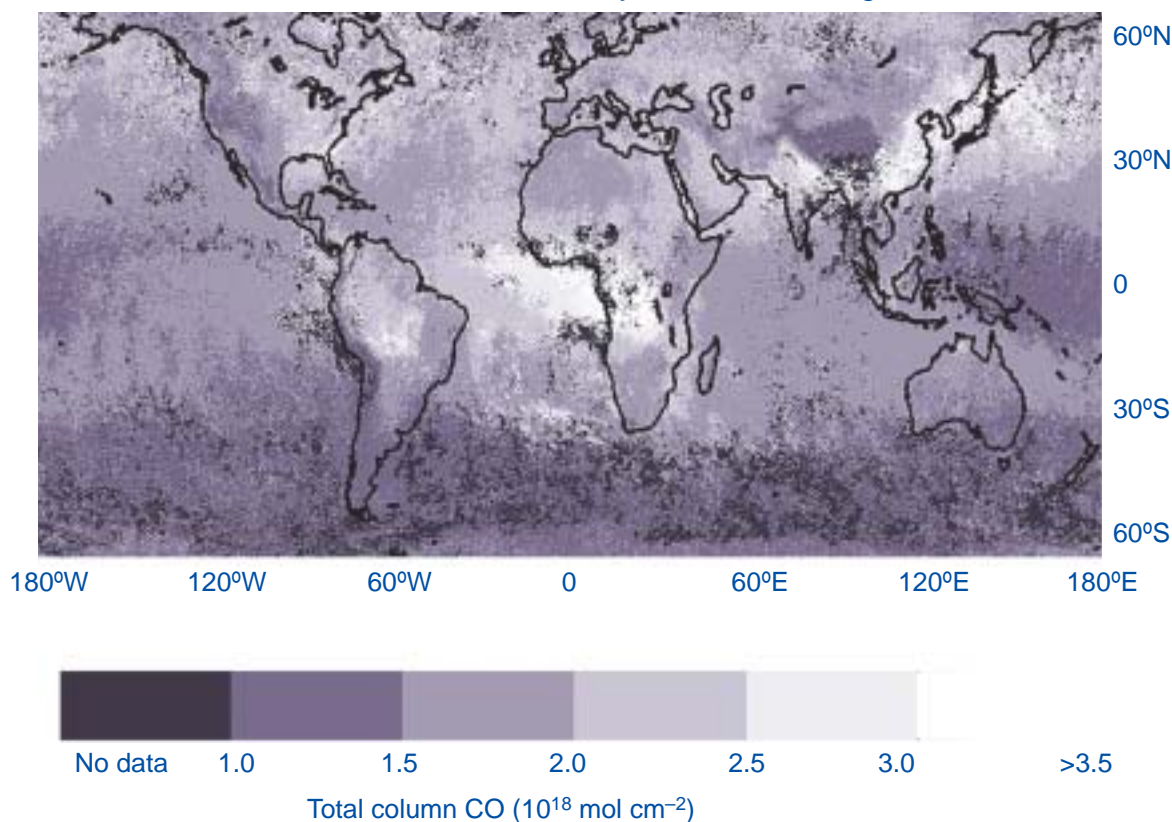 60ºN
30ºN
0
30ºS
60ºS
180ºW 120ºW 60ºW 0 60ºE 120ºE 180ºE
No data 1.0 1.5 2.0 2.5 3.0 >3.5
Total column CO (10¹⁸ mol cm⁻²)